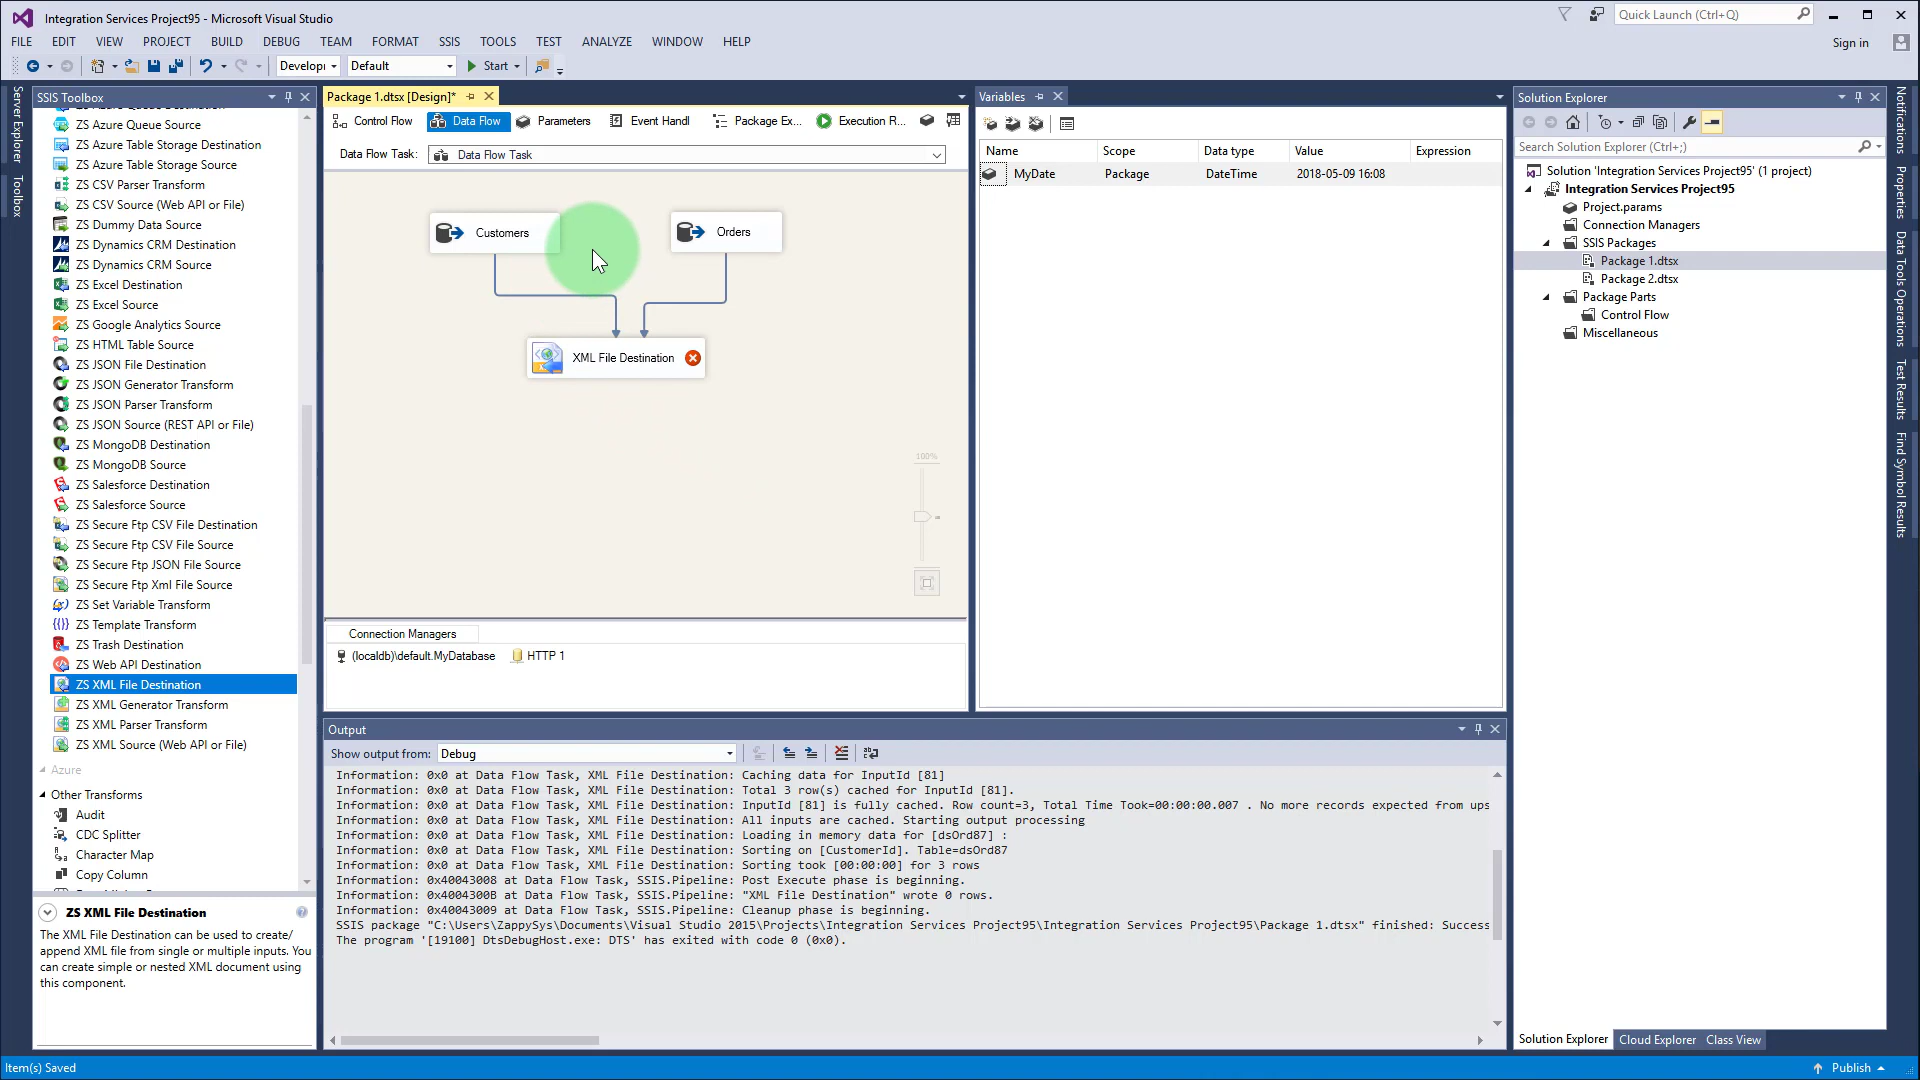 Integration Services Project95 - Microsoft Visual Studio
Quick Launch (Ctrl+Q)
FILE EDIT VIEW PROJECT BUILD DEBUG TEAM FORMAT SSIS TOOLS TEST ANALYZE WINDOW HELP
Sign in
Develop Default Start
Server Explorer
Toolbox
SSIS Toolbox
ZS Azure Queue Source
ZS Azure Table Storage Destination
ZS Azure Table Storage Source
ZS CSV Parser Transform
ZS CSV Source (Web API or File)
ZS Dummy Data Source
ZS Dynamics CRM Destination
ZS Dynamics CRM Source
ZS Excel Destination
ZS Excel Source
ZS Google Analytics Source
ZS HTML Table Source
ZS JSON File Destination
ZS JSON Generator Transform
ZS JSON Parser Transform
ZS JSON Source (REST API or File)
ZS MongoDB Destination
ZS MongoDB Source
ZS Salesforce Destination
ZS Salesforce Source
ZS Secure Ftp CSV File Destination
ZS Secure Ftp CSV File Source
ZS Secure Ftp JSON File Source
ZS Secure Ftp Xml File Source
ZS Set Variable Transform
ZS Template Transform
ZS Trash Destination
ZS Web API Destination
ZS XML File Destination
ZS XML Generator Transform
ZS XML Parser Transform
ZS XML Source (Web API or File)
Azure
Other Transforms
Audit
CDC Splitter
Character Map
Copy Column
ZS XML File Destination
The XML File Destination can be used to create/
append XML file from single or multiple inputs. You
can create simple or nested XML document using
this component.
Package 1.dtsx [Design]*
Control Flow Data Flow Parameters Event Handl Package Ex... Execution R...
Data Flow Task: Data Flow Task
Customers
Orders
XML File Destination
100%
Connection Managers
(localdb)\default.MyDatabase HTTP 1
Variables
Name Scope Data type Value Expression
MyDate Package DateTime 2018-05-09 16:08
Output
Show output from: Debug
Information: 0x0 at Data Flow Task, XML File Destination: Caching data for InputId [81]
Information: 0x0 at Data Flow Task, XML File Destination: Total 3 row(s) cached for InputId [81].
Information: 0x0 at Data Flow Task, XML File Destination: InputId [81] is fully cached. Row count=3, Total Time Took=00:00:00.007 . No more records expected from ups
Information: 0x0 at Data Flow Task, XML File Destination: All inputs are cached. Starting output processing
Information: 0x0 at Data Flow Task, XML File Destination: Loading in memory data for [dsOrd87] :
Information: 0x0 at Data Flow Task, XML File Destination: Sorting on [CustomerId]. Table=dsOrd87
Information: 0x0 at Data Flow Task, XML File Destination: Sorting took [00:00:00] for 3 rows
Information: 0x40043008 at Data Flow Task, SSIS.Pipeline: Post Execute phase is beginning.
Information: 0x4004300B at Data Flow Task, SSIS.Pipeline: "XML File Destination" wrote 0 rows.
Information: 0x40043009 at Data Flow Task, SSIS.Pipeline: Cleanup phase is beginning.
SSIS package "C:\Users\ZappySys\Documents\Visual Studio 2015\Projects\Integration Services Project95\Integration Services Project95\Package 1.dtsx" finished: Success
The program '[19100] DtsDebugHost.exe: DTS' has exited with code 0 (0x0).
Solution Explorer
Search Solution Explorer (Ctrl+;)
Solution 'Integration Services Project95' (1 project)
Integration Services Project95
Project.params
Connection Managers
SSIS Packages
Package 1.dtsx
Package 2.dtsx
Package Parts
Control Flow
Miscellaneous
Solution Explorer Cloud Explorer Class View
Notifications
Properties
Data Tools Operations
Test Results
Find Symbol Results
Item(s) Saved
Publish